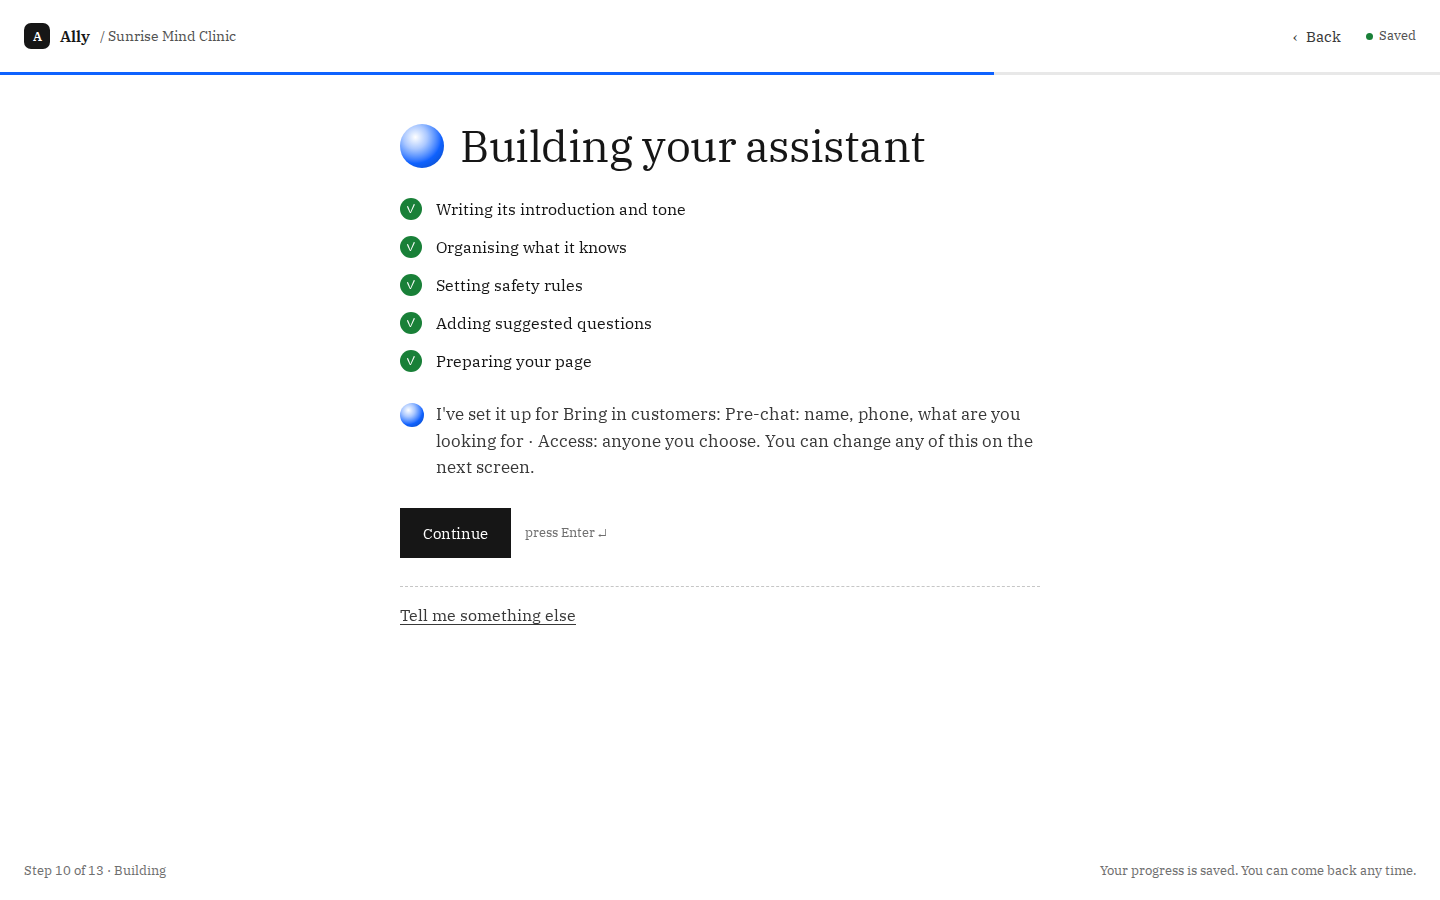 A Ally / Sunrise Mind Clinic
‹ Back
Saved
Building your assistant
Writing its introduction and tone
Organising what it knows
Setting safety rules
Adding suggested questions
Preparing your page
I've set it up for Bring in customers: Pre-chat: name, phone, what are you
looking for · Access: anyone you choose. You can change any of this on the
next screen.
Continue
press Enter ↵
Tell me something else
Step 10 of 13 · Building
Your progress is saved. You can come back any time.